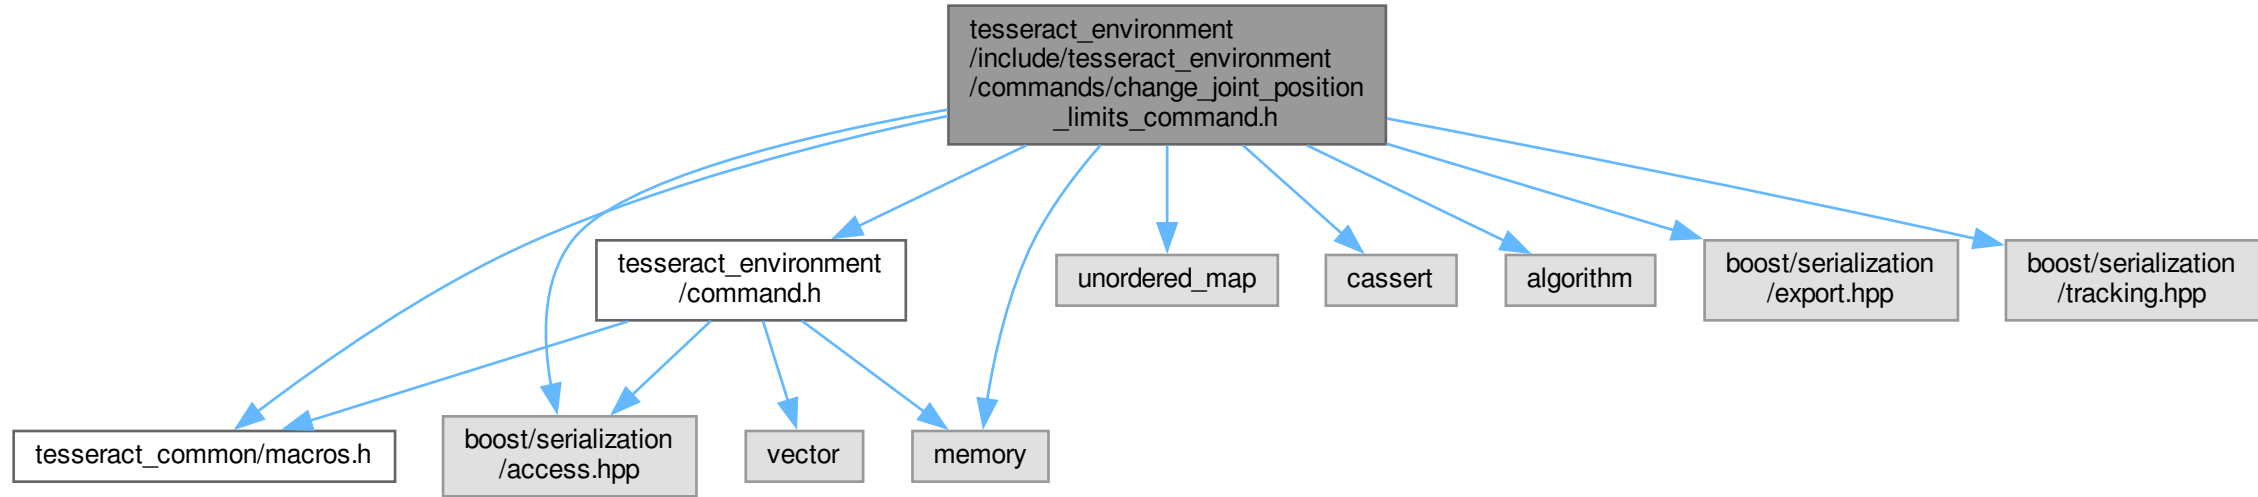 tesseract_environment
/include/tesseract_environment
/commands/change_joint_position
_limits_command.h
tesseract_environment
/command.h
unordered_map
cassert
algorithm
boost/serialization
/export.hpp
boost/serialization
/tracking.hpp
tesseract_common/macros.h
boost/serialization
/access.hpp
vector
memory